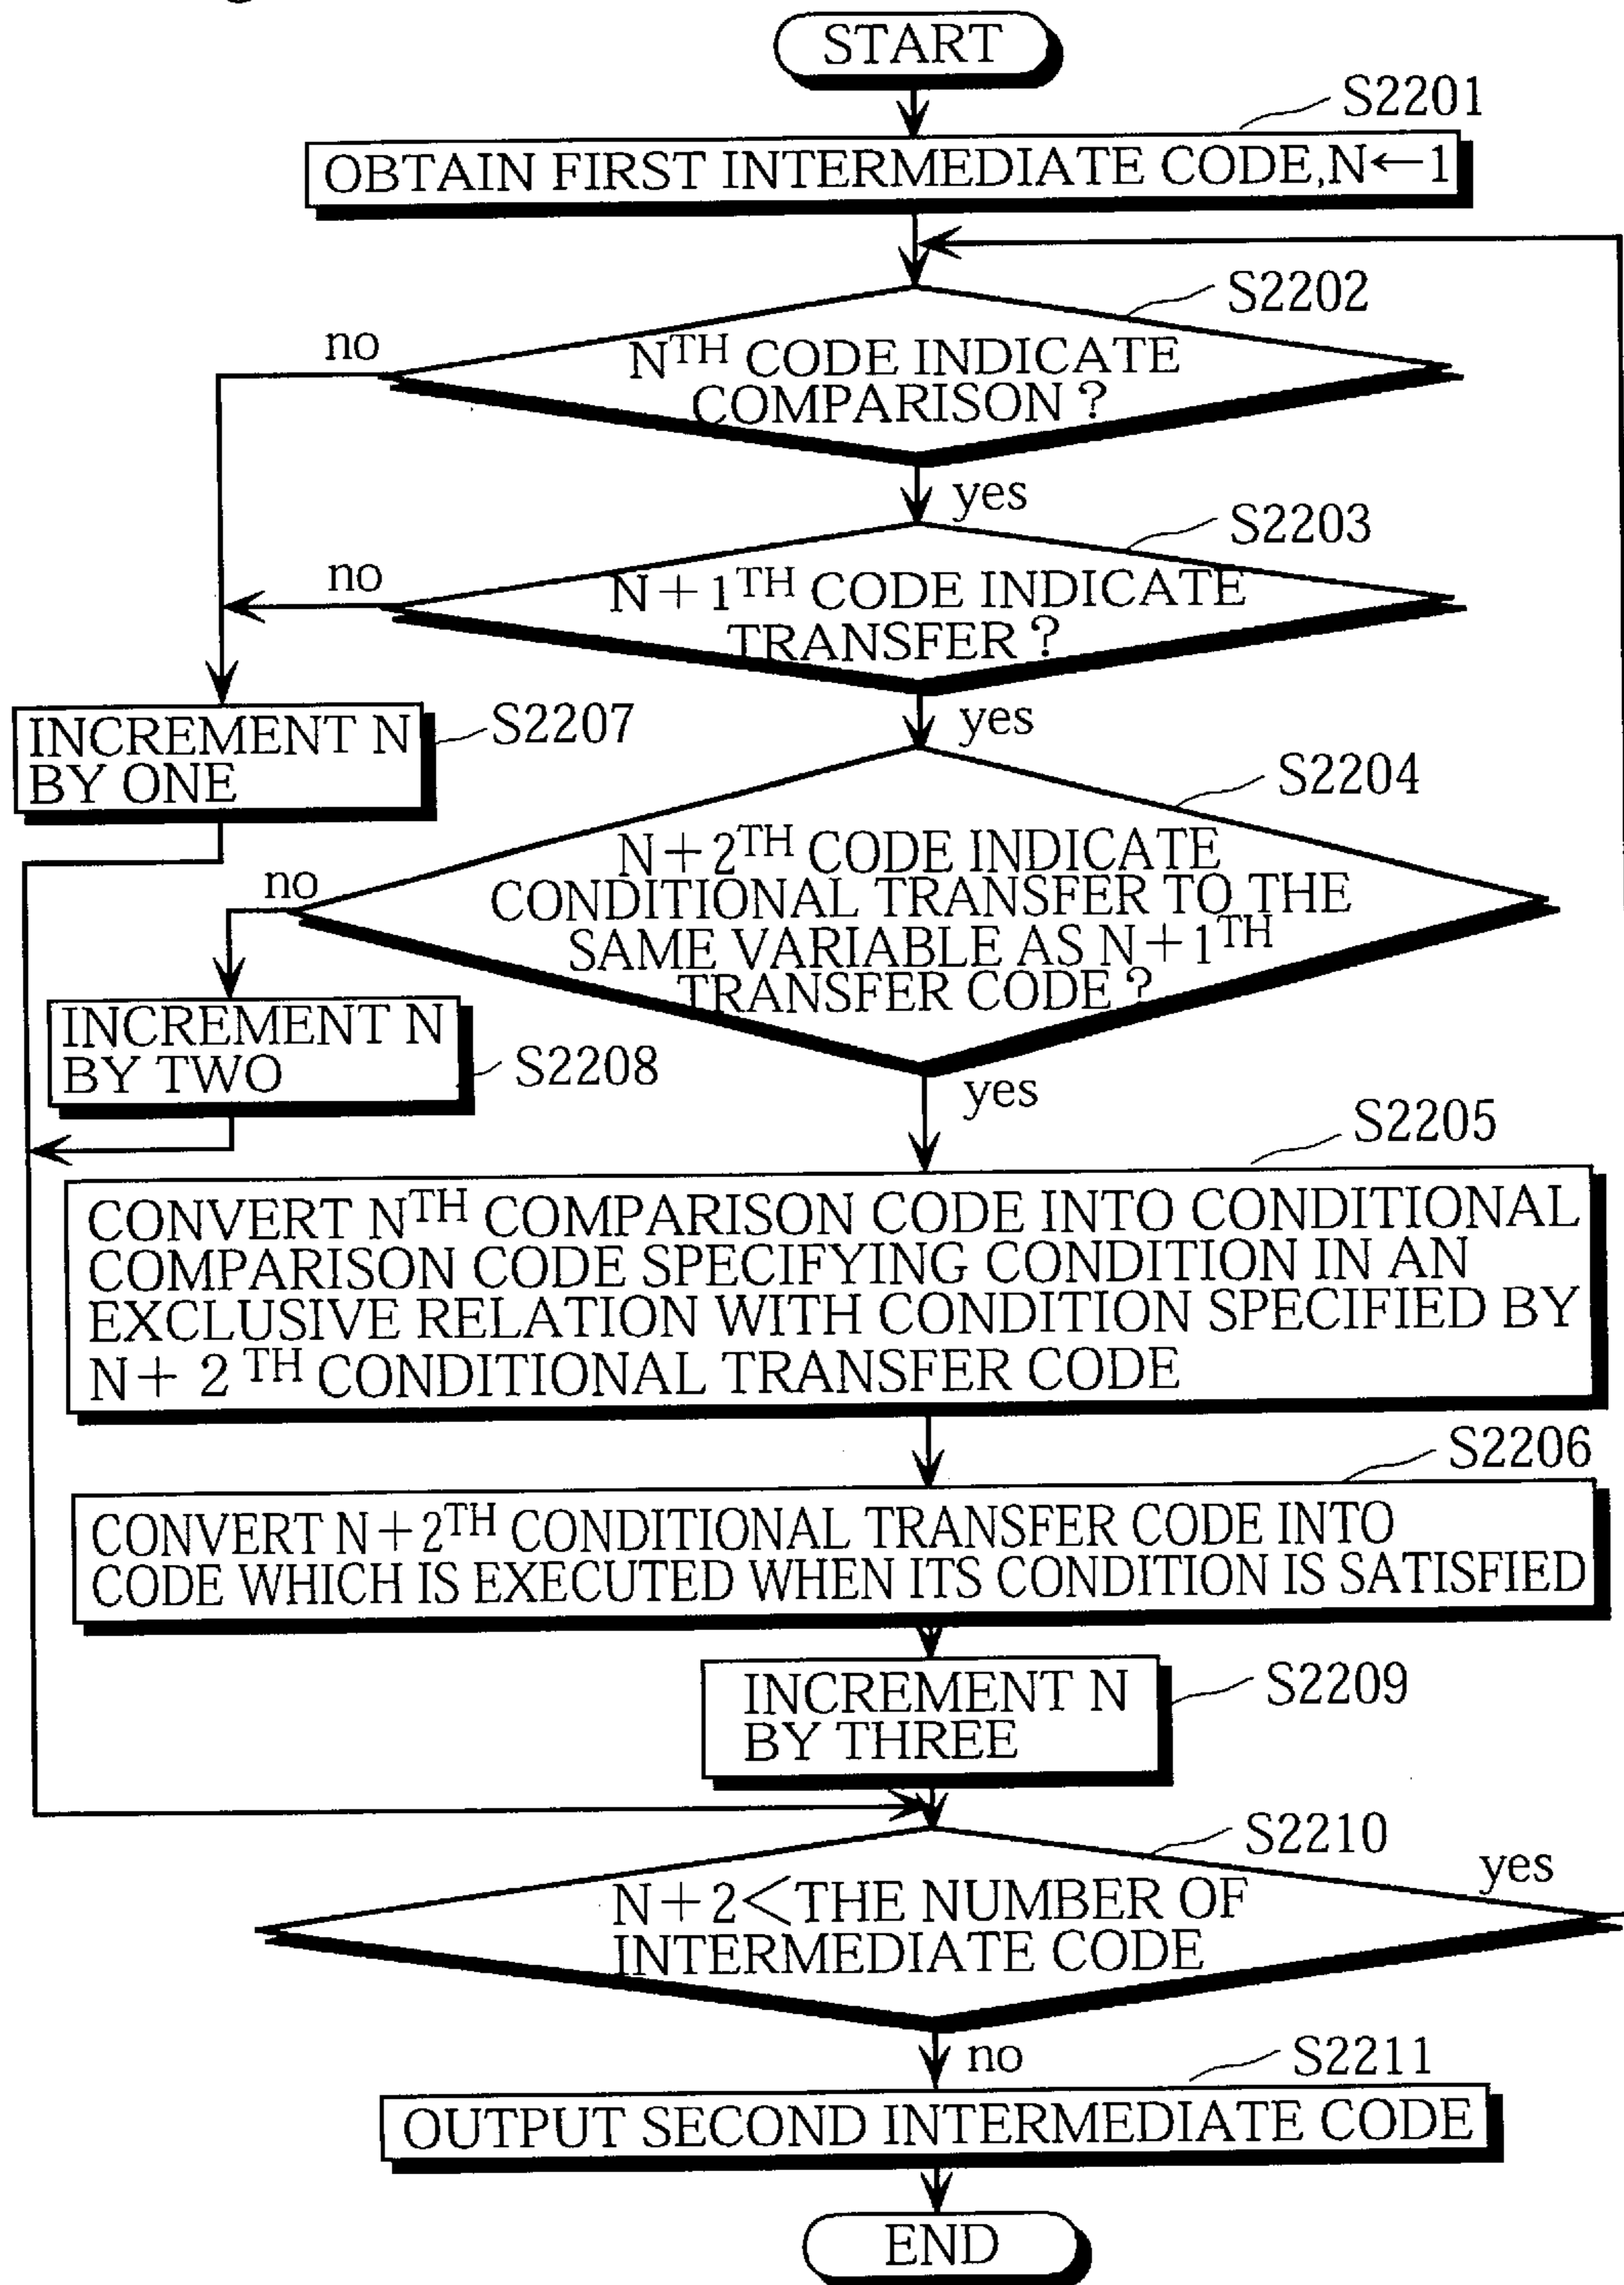 START
S2201
OBTAIN FIRST INTERMEDIATE CODE,N←1
S2202
no
NTH CODE INDICATE
COMPARISON?
yes
S2203
no
N+1TH CODE INDICATE
TRANSFER?
yes
INCREMENT N
BY ONE
S2207
S2204
no
N+2TH CODE INDICATE
CONDITIONAL TRANSFER TO THE
SAME VARIABLE AS N+1TH
TRANSFER CODE?
INCREMENT N
BY TWO
S2208
yes
S2205
CONVERT NTH COMPARISON CODE INTO CONDITIONAL
COMPARISON CODE SPECIFYING CONDITION IN AN
EXCLUSIVE RELATION WITH CONDITION SPECIFIED BY
N+ 2 TH CONDITIONAL TRANSFER CODE
S2206
CONVERT N+2TH CONDITIONAL TRANSFER CODE INTO
CODE WHICH IS EXECUTED WHEN ITS CONDITION IS SATISFIED
INCREMENT N
BY THREE
S2209
S2210
yes
N+2<THE NUMBER OF
INTERMEDIATE CODE
no
S2211
OUTPUT SECOND INTERMEDIATE CODE
END